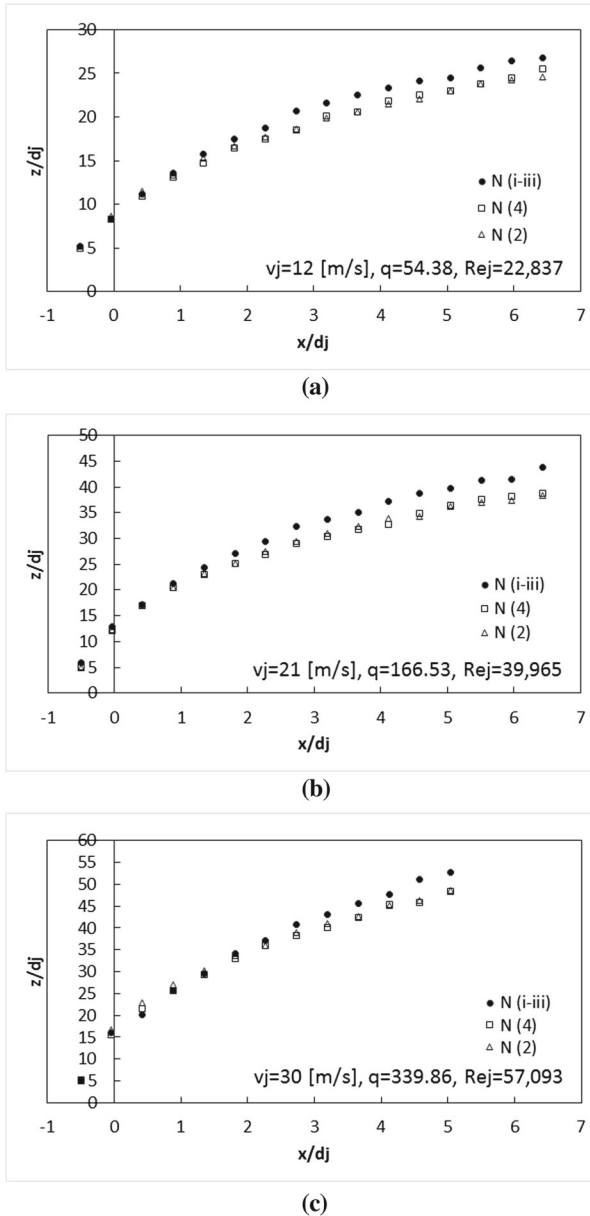 30
25
20
15
10
5
0
z/dj
N (i-iii)
N (4)
N (2)
vj=12 [m/s], q=54.38, Rej=22,837
-1 0 1 2 3 4 5 6 7
x/dj
(a)
50
45
40
35
30
25
20
15
10
5
0
z/dj
N (i-iii)
N (4)
N (2)
vj=21 [m/s], q=166.53, Rej=39,965
-1 0 1 2 3 4 5 6 7
x/dj
(b)
60
55
50
45
40
35
30
25
20
15
10
5
0
z/dj
N (i-iii)
N (4)
N (2)
vj=30 [m/s], q=339.86, Rej=57,093
-1 0 1 2 3 4 5 6 7
x/dj
(c)